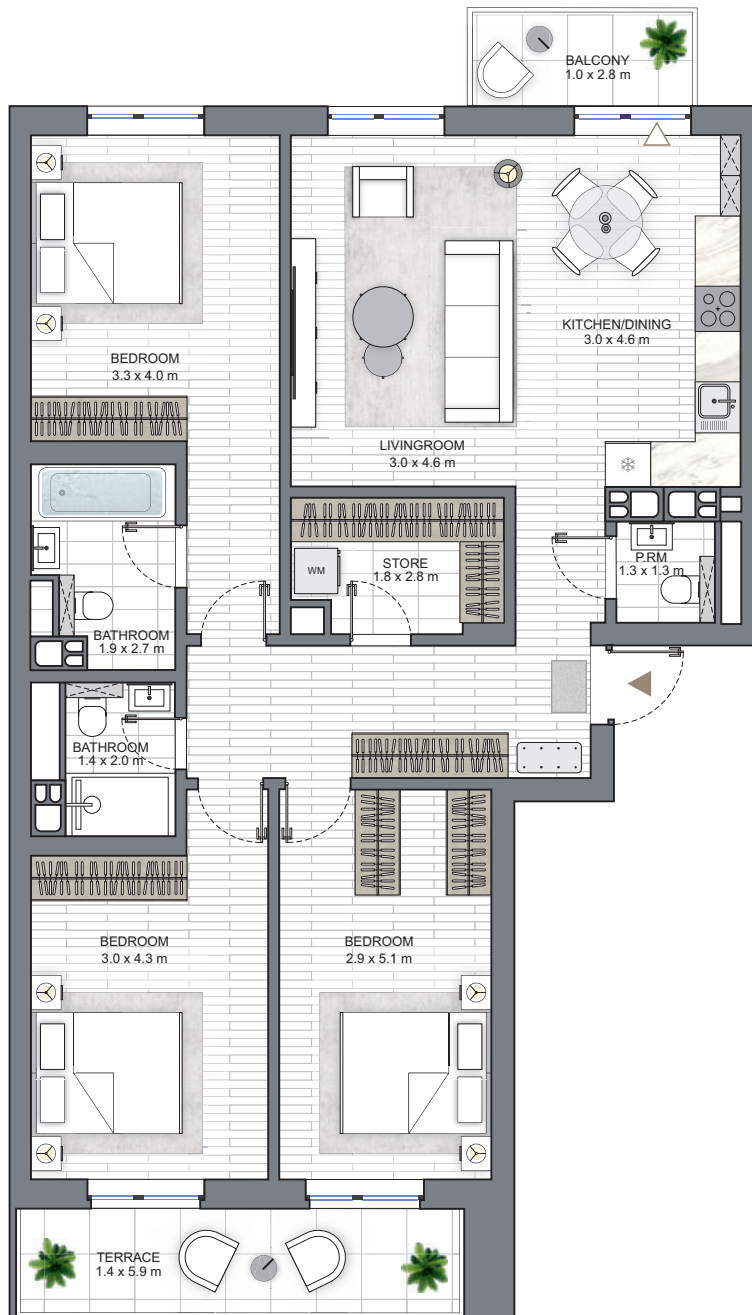 BALCONY
1.0 x 2.8 m
BEDROOM
3.3 x 4.0 m
KITCHEN/DINING
3.0 x 4.6 m
LIVINGROOM
3.0 x 4.6 m
WM
STORE
1.8 x 2.8 m
P.RM
1.3 x 1.3 m
BATHROOM
1.9 x 2.7 m
BATHROOM
1.4 x 2.0 m
BEDROOM
3.0 x 4.3 m
BEDROOM
2.9 x 5.1 m
TERRACE
1.4 x 5.9 m